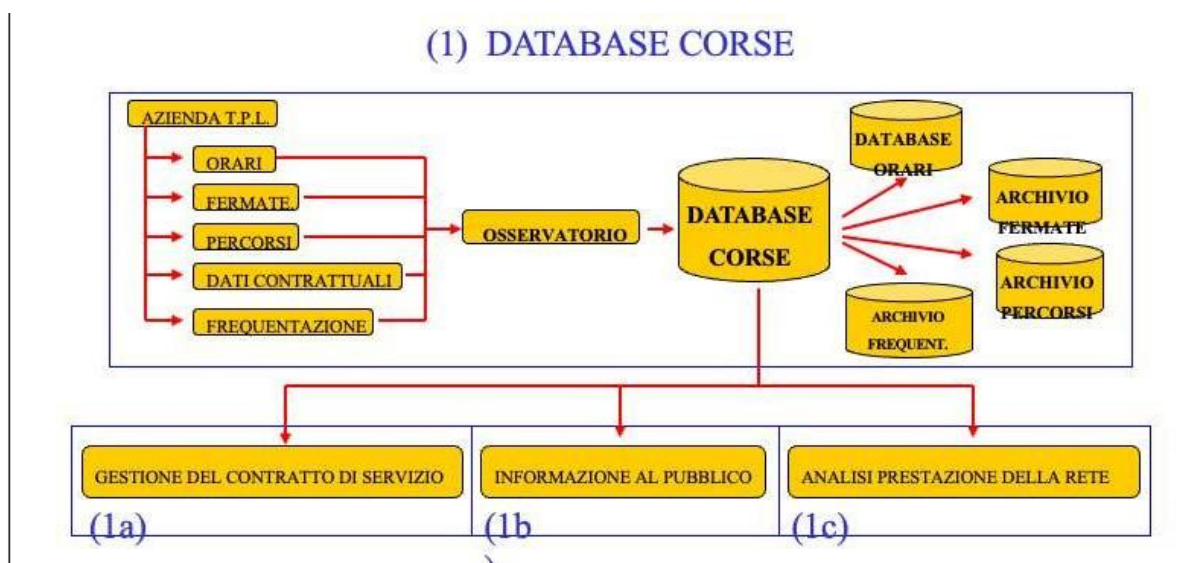 (1) DATABASE CORSE
AZIENDA T.P.L.
ORARI
FERMATE.
PERCORSI
DATI CONTRATTUALI
FREQUENTAZIONE
OSSERVATORIO
DATABASE
CORSE
DATABASE
ORARI
ARCHIVIO
FERMATE
ARCHIVIO
PERCORSI
ARCHIVIO
FREQUENT.
GESTIONE DEL CONTRATTO DI SERVIZIO
INFORMAZIONE AL PUBBLICO
ANALISI PRESTAZIONE DELLA RETE
(1a)
(1b
)
(1c)